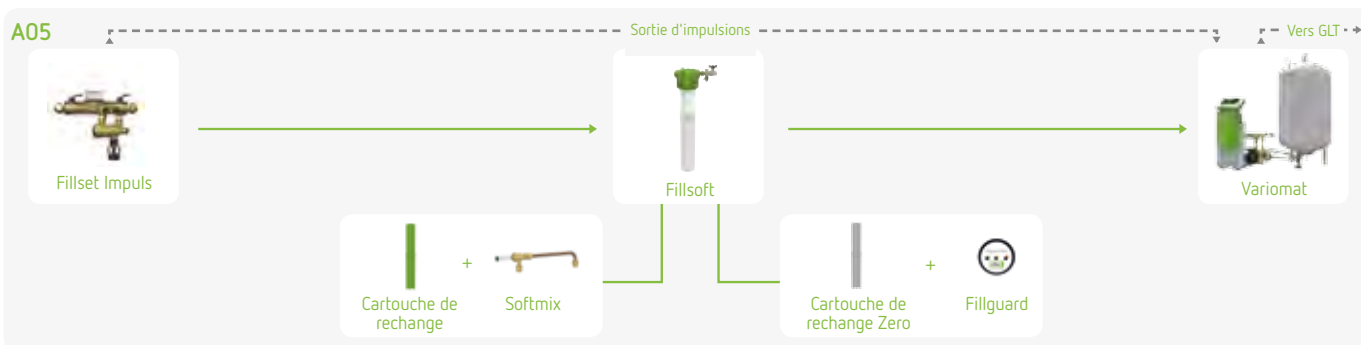 A05
Sortie d'impulsions
Vers GLT
Fillset Impuls
Fillsoft
Variomat
+
+
Cartouche de
rechange
Softmix
Cartouche de
rechange Zero
Fillguard